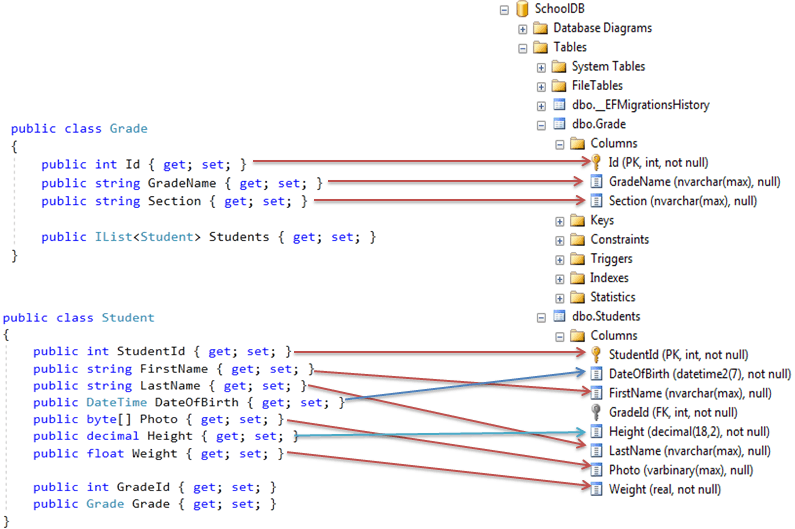 SchoolDB
Database Diagrams
Tables
System Tables
FileTables
dbo.__EFMigrationsHistory
dbo.Grade
Columns
Id (PK, int, not null)
GradeName (nvarchar(max), null)
Section (nvarchar(max), null)
Keys
Constraints
Triggers
Indexes
Statistics
dbo.Students
Columns
StudentId (PK, int, not null)
DateOfBirth (datetime2(7), not null)
FirstName (nvarchar(max), null)
GradeId (FK, int, not null)
Height (decimal(18,2), not null)
LastName (nvarchar(max), null)
Photo (varbinary(max), null)
Weight (real, not null)
public class Grade
{
public int Id { get; set; }
public string GradeName { get; set; }
public string Section { get; set; }
public IList<Student> Students { get; set; }
}
public class Student
{
public int StudentId { get; set; }
public string FirstName { get; set; }
public string LastName { get; set; }
public DateTime DateOfBirth { get; set; }
public byte[] Photo { get; set; }
public decimal Height { get; set; }
public float Weight { get; set; }
public int GradeId { get; set; }
public Grade Grade { get; set; }
}